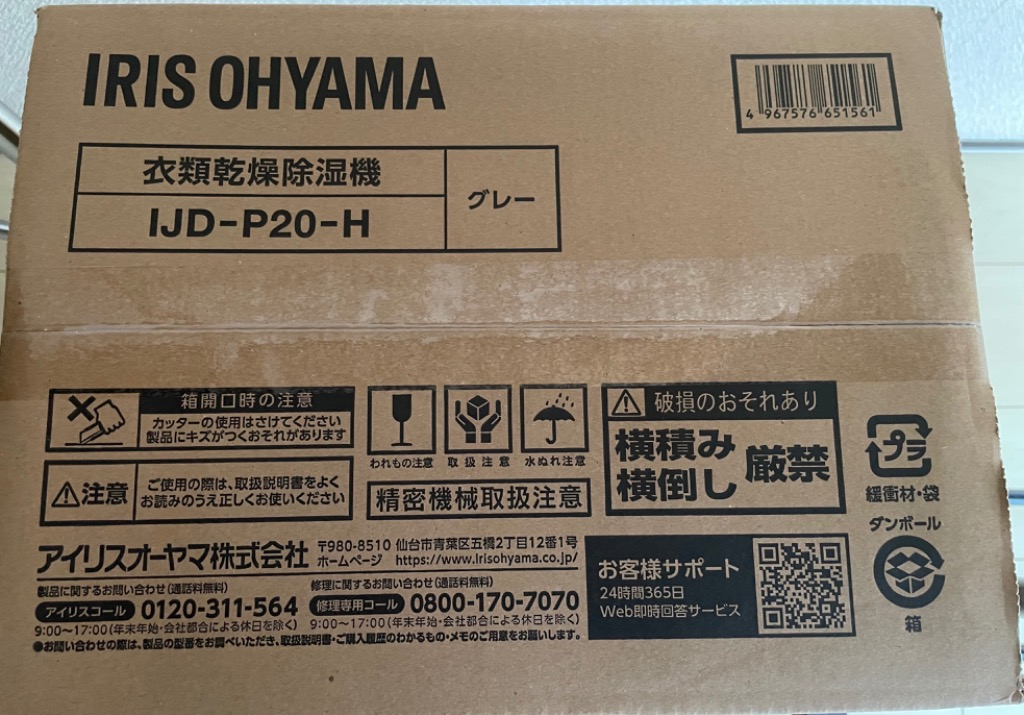 IRIS OHYAMA
4 967576 651561
衣類乾燥除湿機
IJD-P20-H
グレー
箱開口時の注意
カッターの使用はさけてください
製品にキズがつくおそれがあります
注意
ご使用の際は、取扱説明書をよく
お読みのうえ正しくお使いください
われもの注意
取扱注意
水ぬれ注意
精密機械取扱注意
破損のおそれあり
横積み
横倒し
厳禁
プラ
緩衝材・袋
ダンボール
箱
アイリスオーヤマ株式会社
〒980-8510 仙台市青葉区五橋2丁目12番1号
ホームページ https://www.irisohyama.co.jp/
製品に関するお問い合わせ(通話料無料)
アイリスコール 0120-311-564
9:00～17:00(年末年始・会社都合による休日を除く)
修理に関するお問い合わせ(通話料無料)
修理専用コール 0800-170-7070
9:00～17:00(年末年始・会社都合による休日を除く)
●お問い合わせの際は、製品の型番をお調べいただき、取扱説明書・ご購入履歴のわかるもの・メモのご用意をお願いします。
お客様サポート
24時間365日
Web即時回答サービス